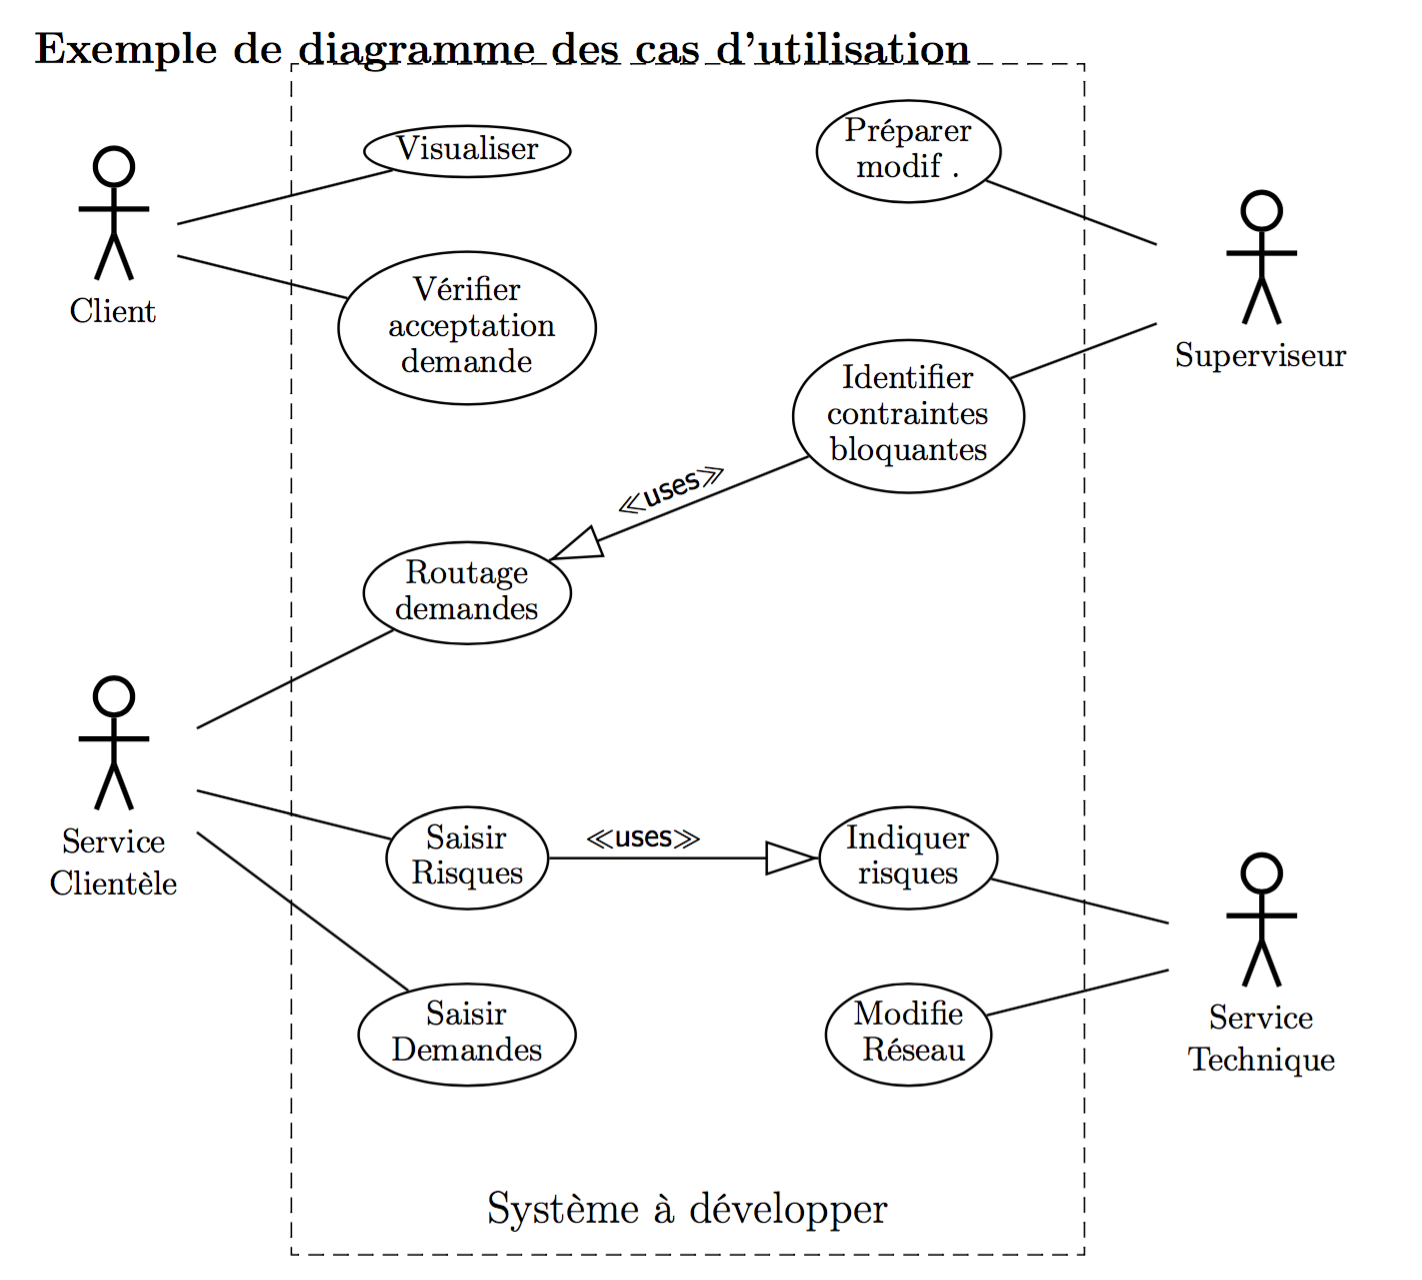 Exemple de diagramme des cas d'utilisation
Visualiser
Préparer
modif .
Client
Vérifier
acceptation
demande
Superviseur
Identifier
contraintes
bloquantes
≪uses≫
Routage
demandes
Service
Clientèle
Saisir
Risques
≪uses≫
Indiquer
risques
Saisir
Demandes
Modifie
Réseau
Service
Technique
Système à développer